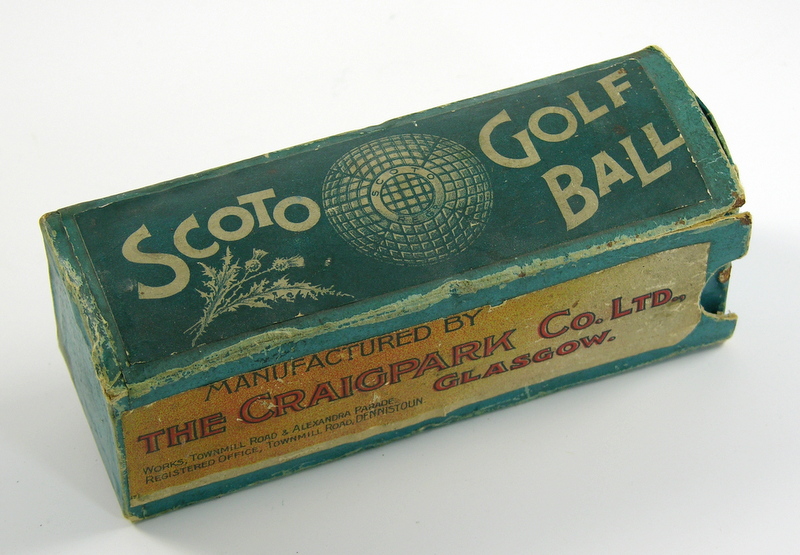 SCOTO
GOLF
BALL
SCOTO
MANUFACTURED BY
THE CRAIGPARK CO. LTD.,
GLASGOW.
WORKS, TOWNMILL ROAD & ALEXANDRA PARADE,
REGISTERED OFFICE, TOWNMILL ROAD, DENNISTOUN